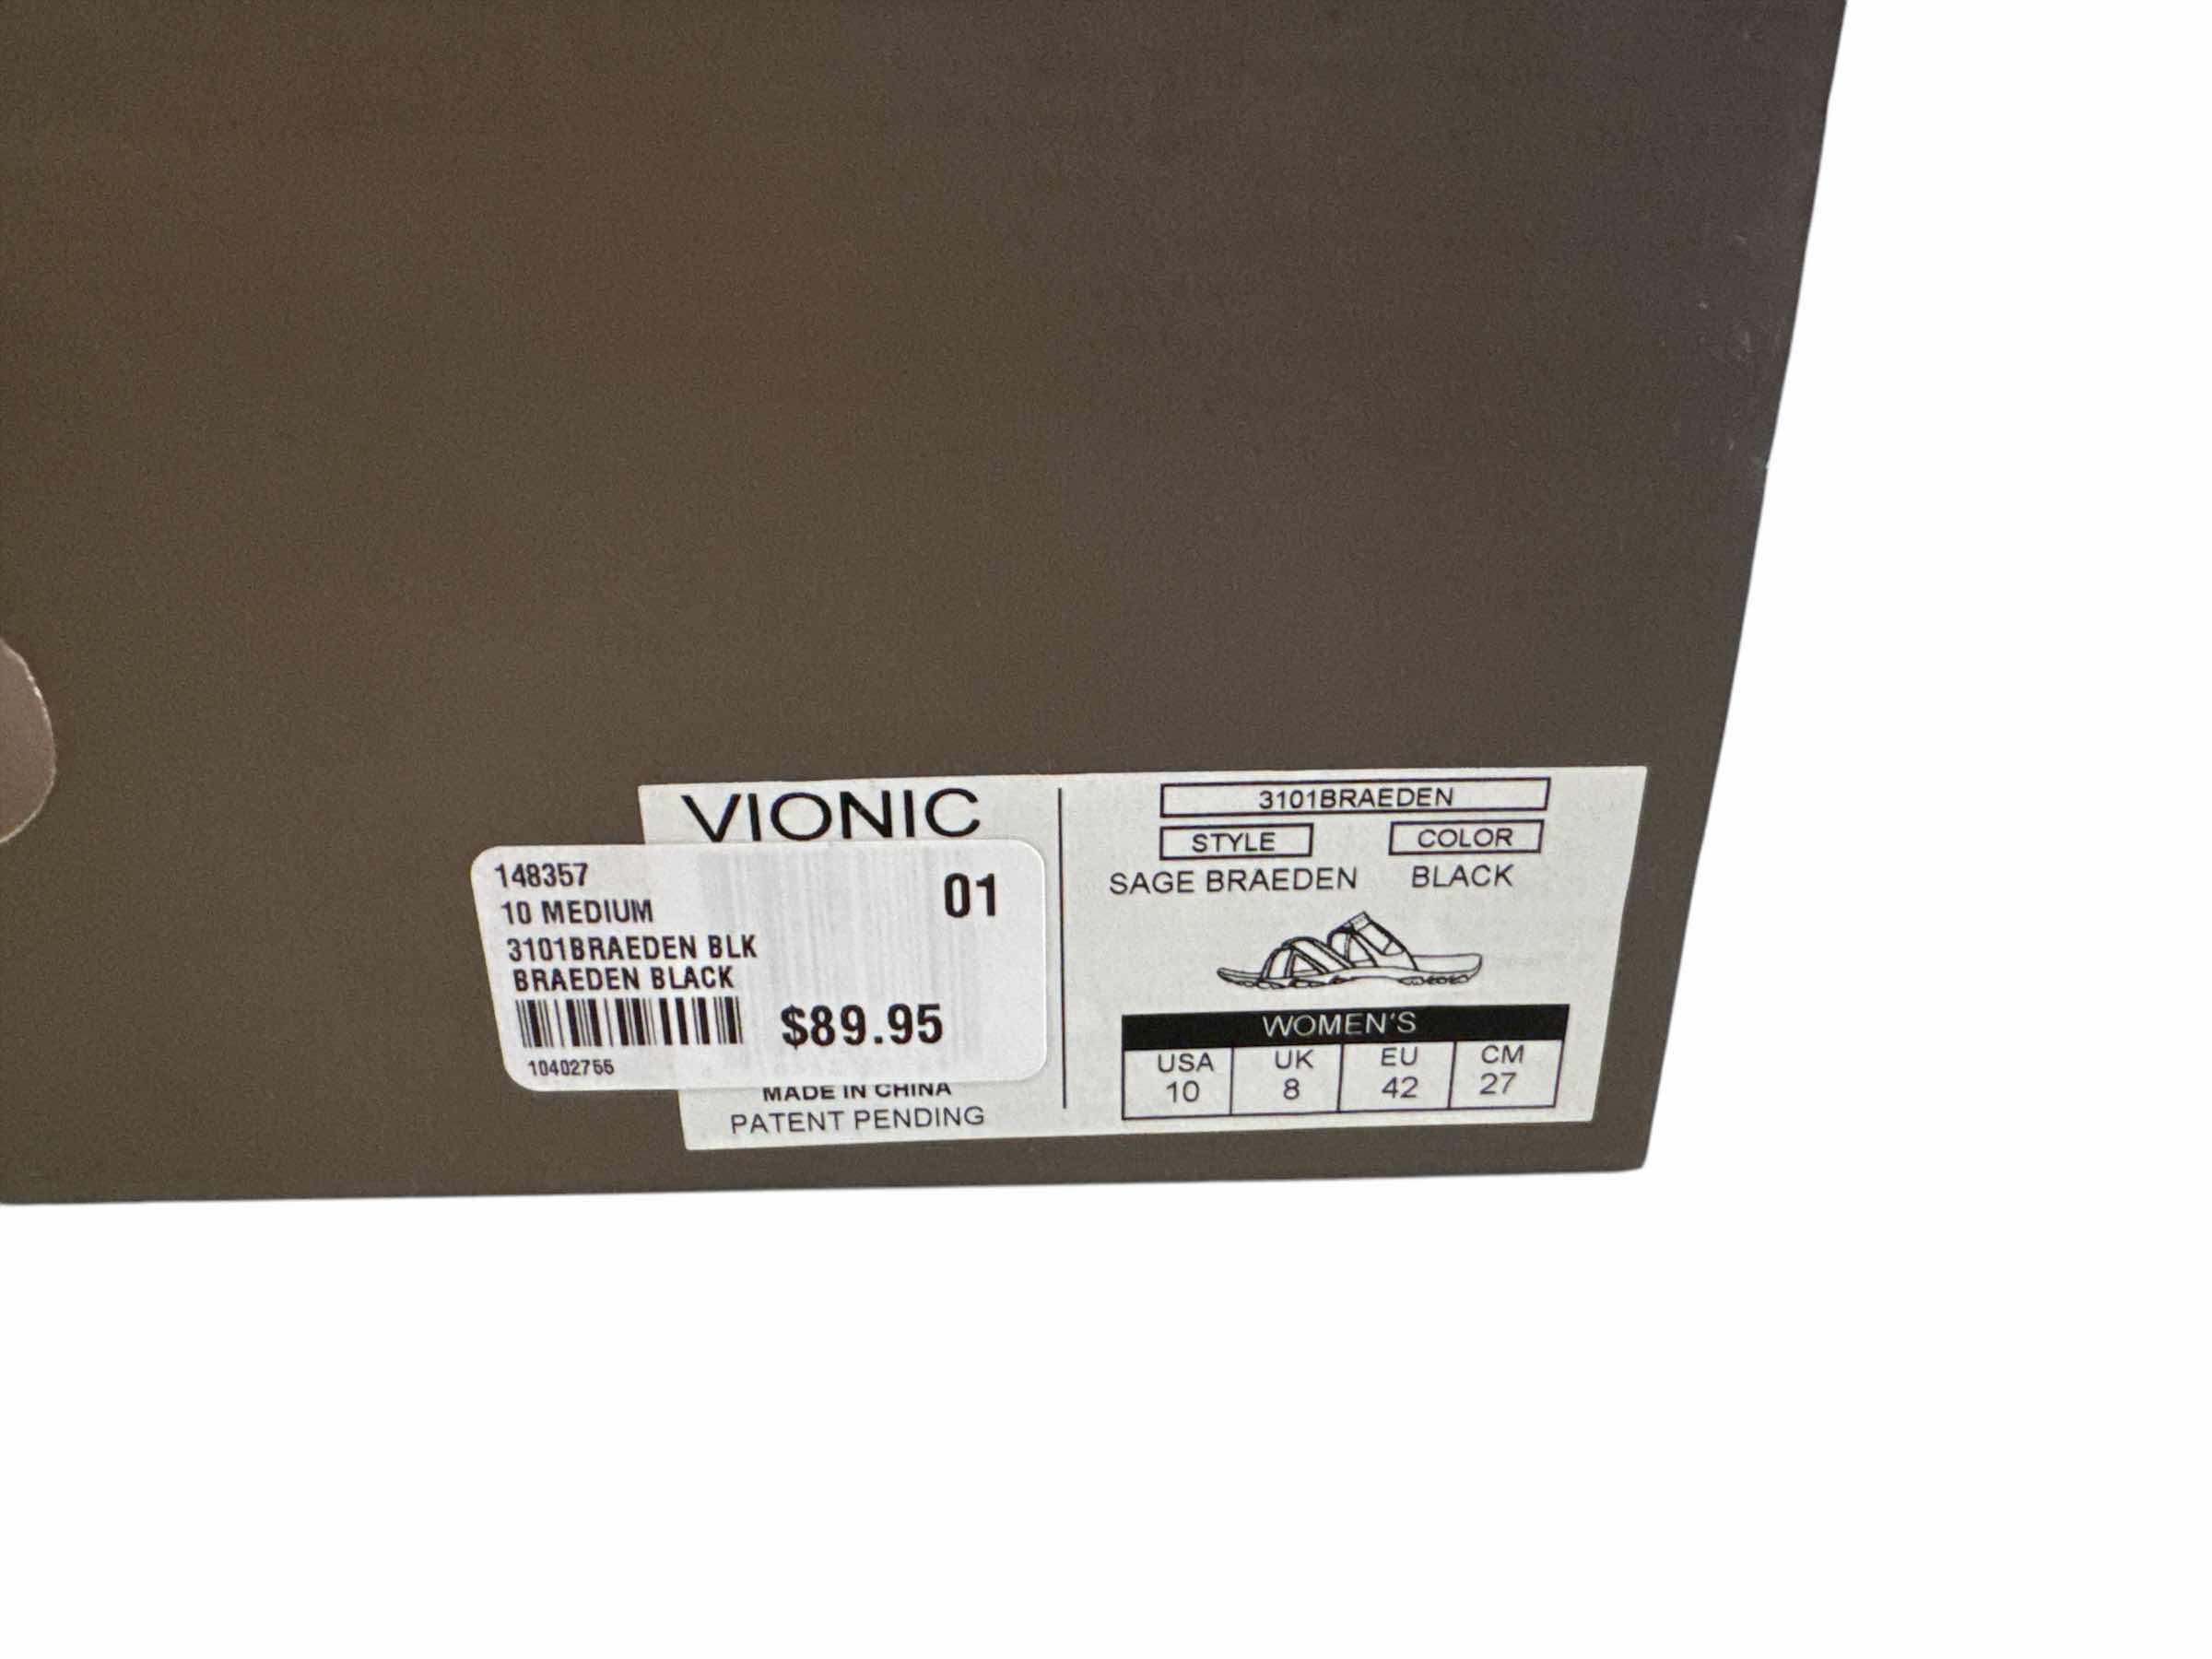 VIONIC
148357
01
10 MEDIUM
3101BRAEDEN BLK
BRAEDEN BLACK
$89.95
10402766
MADE IN CHINA
PATENT PENDING
3101BRAEDEN
STYLE COLOR
SAGE BRAEDEN BLACK
WOMEN'S
USA UK EU CM
10 8 42 27